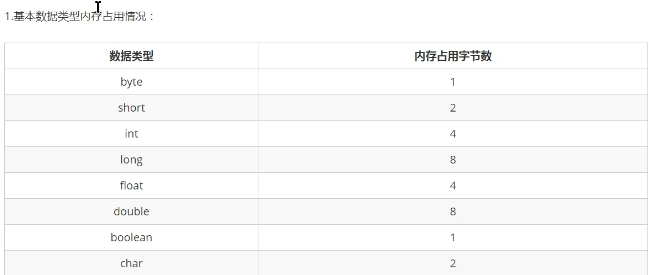 1.基本数据类型内存占用情况：
数据类型 内存占用字节数
byte 1
short 2
int 4
long 8
float 4
double 8
boolean 1
char 2